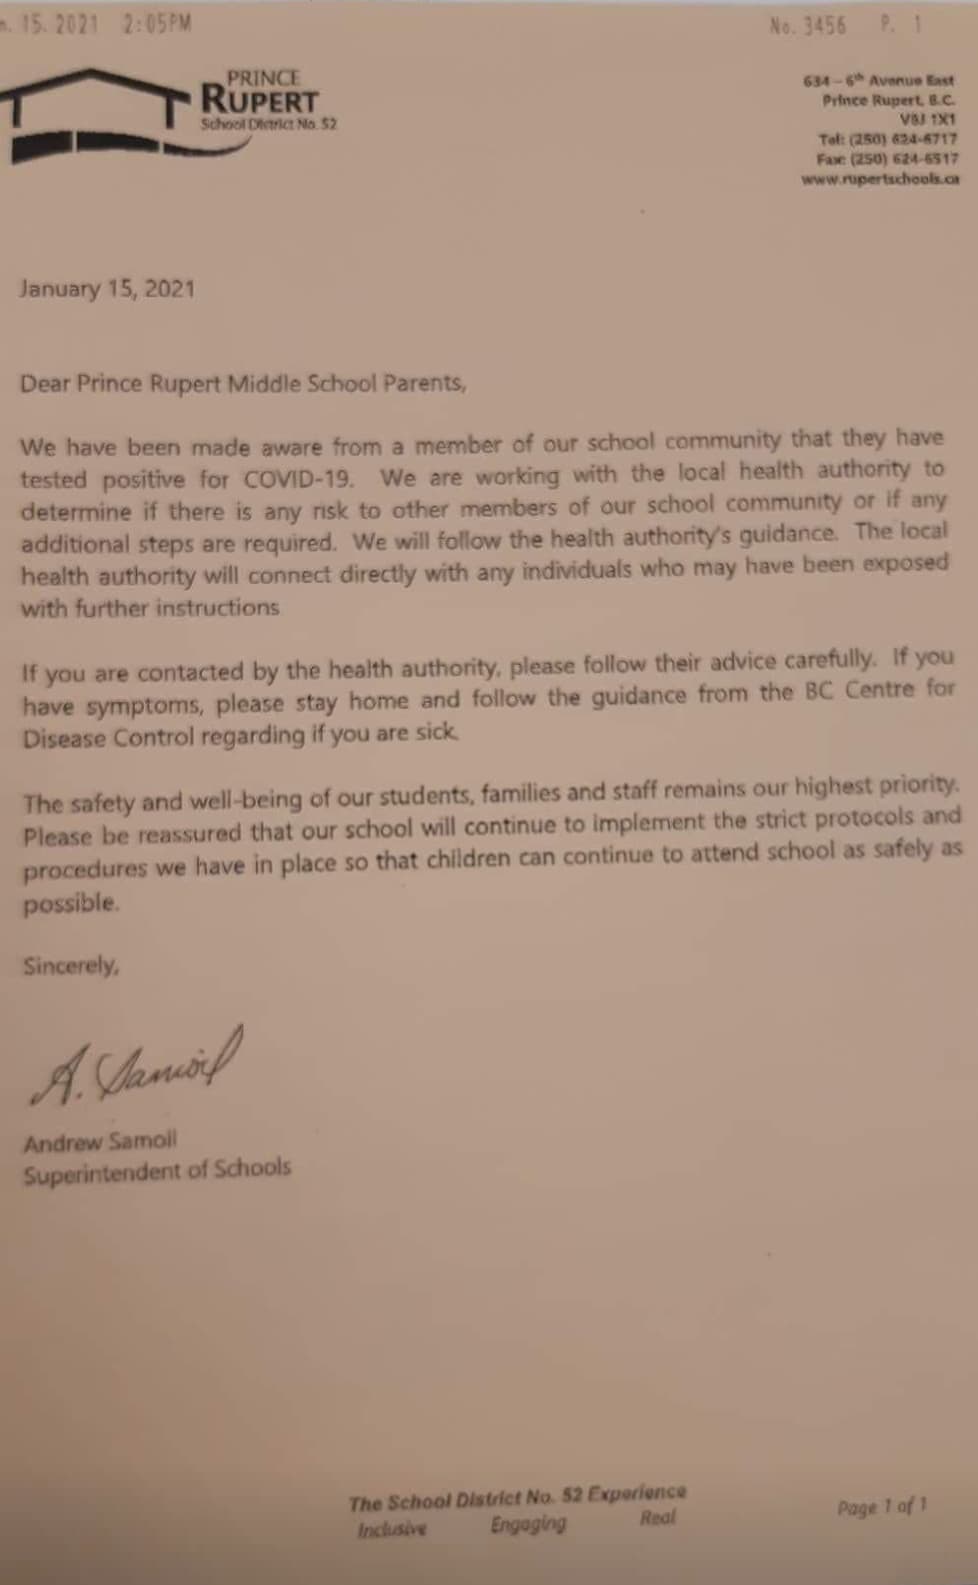 15. 2021 2:05PM No. 3456 P. 1
PRINCE
RUPERT
School District No. 52
634 – 6th Avenue East
Prince Rupert, B.C.
V8J 1X1
Tel: (250) 624-6717
Fax: (250) 624-6517
www.rupertschools.ca
January 15, 2021
Dear Prince Rupert Middle School Parents,
We have been made aware from a member of our school community that they have
tested positive for COVID-19. We are working with the local health authority to
determine if there is any risk to other members of our school community or if any
additional steps are required. We will follow the health authority's guidance. The local
health authority will connect directly with any individuals who may have been exposed
with further instructions
If you are contacted by the health authority, please follow their advice carefully. If you
have symptoms, please stay home and follow the guidance from the BC Centre for
Disease Control regarding if you are sick.
The safety and well-being of our students, families and staff remains our highest priority.
Please be reassured that our school will continue to implement the strict protocols and
procedures we have in place so that children can continue to attend school as safely as
possible.
Sincerely,
A. Samoil
Andrew Samoil
Superintendent of Schools
The School District No. 52 Experience
Inclusive Engaging Real
Page 1 of 1